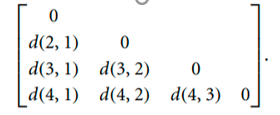 0
d(2, 1) 0
d(3, 1) d(3, 2) 0
d(4, 1) d(4, 2) d(4, 3) 0
.